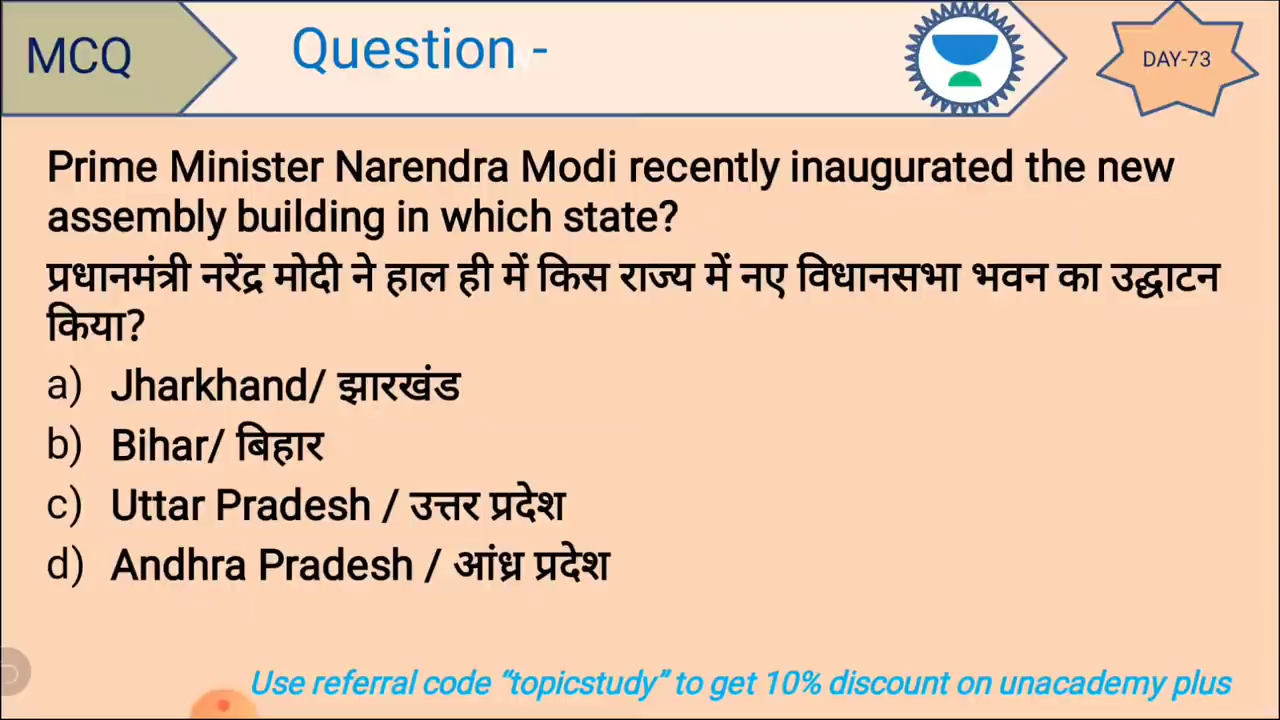 MCQ
Question -
DAY-73
Prime Minister Narendra Modi recently inaugurated the new
assembly building in which state?
प्रधानमंत्री नरेंद्र मोदी ने हाल ही में किस राज्य में नए विधानसभा भवन का उद्घाटन
किया?
a) Jharkhand/ झारखंड
b) Bihar/ बिहार
c) Uttar Pradesh / उत्तर प्रदेश
d) Andhra Pradesh / आंध्र प्रदेश
Use referral code “topicstudy” to get 10% discount on unacademy plus